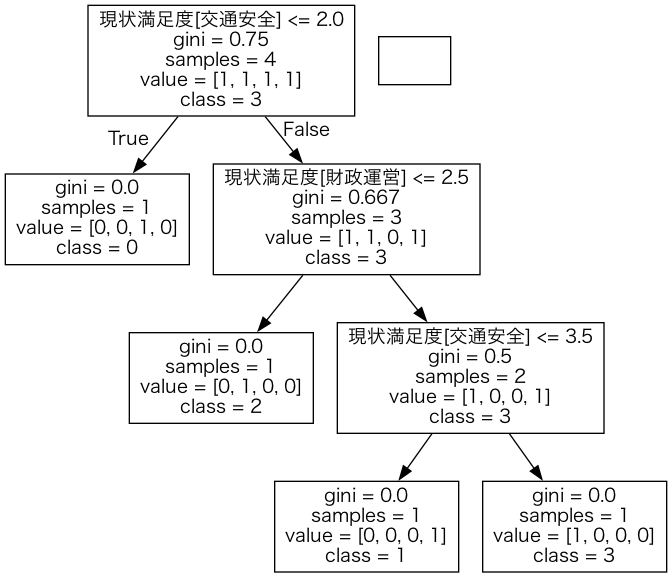 現状満足度[交通安全] <= 2.0
gini = 0.75
samples = 4
value = [1, 1, 1, 1]
class = 3
True
False
gini = 0.0
samples = 1
value = [0, 0, 1, 0]
class = 0
現状満足度[財政運営] <= 2.5
gini = 0.667
samples = 3
value = [1, 1, 0, 1]
class = 3
gini = 0.0
samples = 1
value = [0, 1, 0, 0]
class = 2
現状満足度[交通安全] <= 3.5
gini = 0.5
samples = 2
value = [1, 0, 0, 1]
class = 3
gini = 0.0
samples = 1
value = [0, 0, 0, 1]
class = 1
gini = 0.0
samples = 1
value = [1, 0, 0, 0]
class = 3